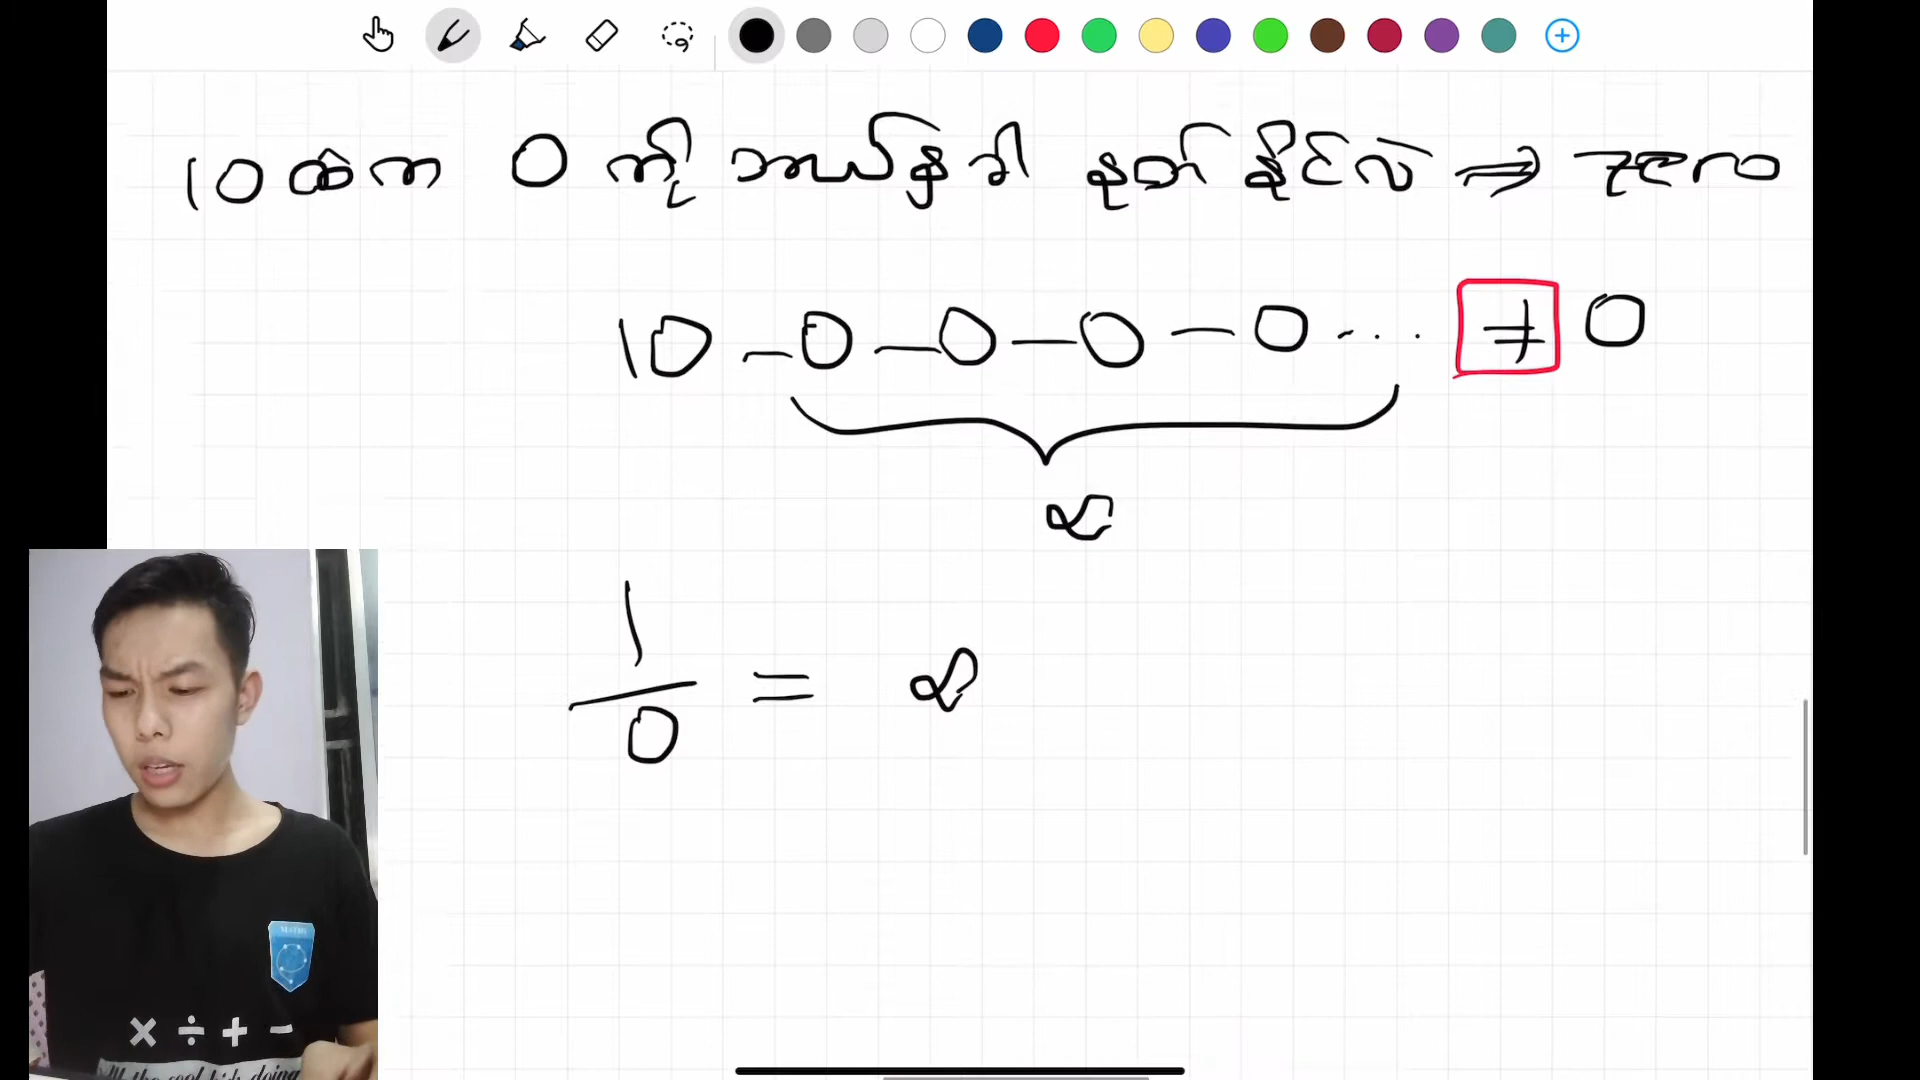 10 ထဲက 0 ကို ဘယ်နှခါ နုတ်နိုင်လဲ ⇒ zero
10 - 0 - 0 - 0 - 0 ... ≠ 0
∞
1/0 = ∞
MATHS
× ÷ + -